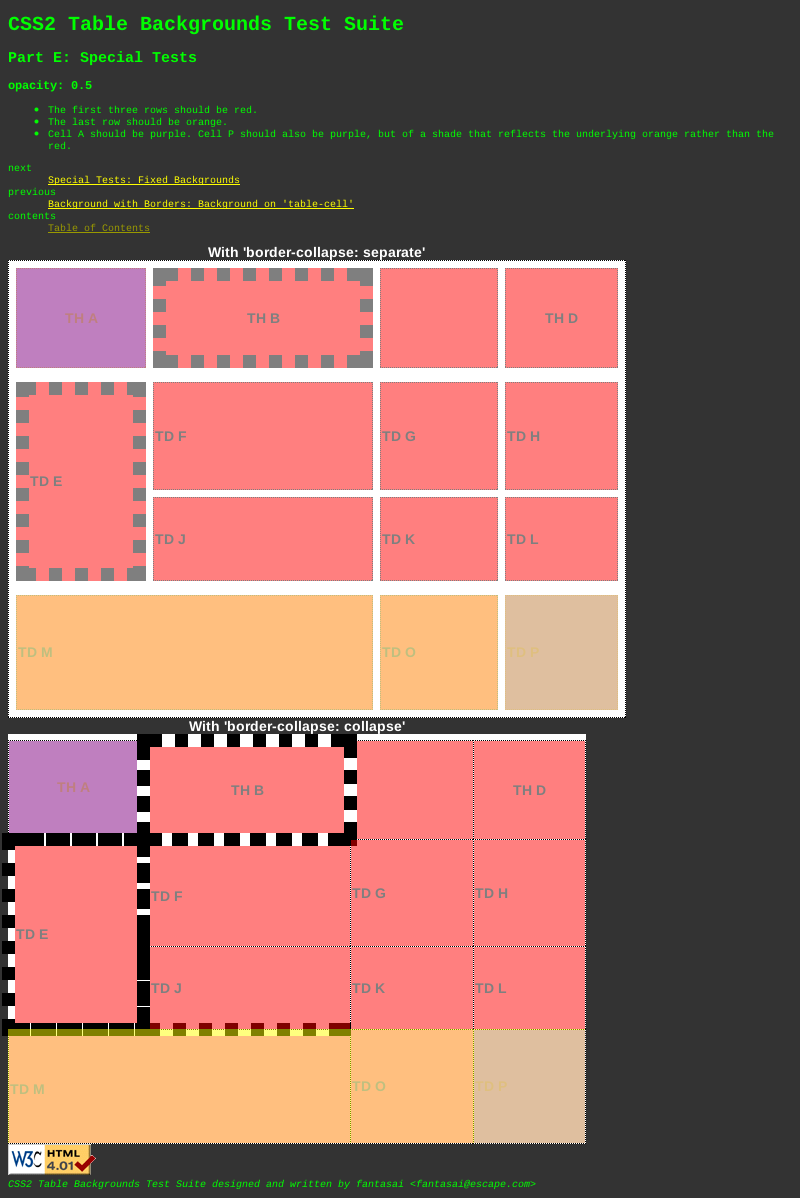 CSS2 Table Backgrounds Test Suite
Part E: Special Tests
opacity: 0.5
The first three rows should be red.
The last row should be orange.
Cell A should be purple. Cell P should also be purple, but of a shade that reflects the underlying orange rather than the
red.
next
Special Tests: Fixed Backgrounds
previous
Background with Borders: Background on 'table-cell'
contents
Table of Contents
With 'border-collapse: separate'
TH A TH B TH D
TD E TD F TD G TD H
TD J TD K TD L
TD M TD O TD P
With 'border-collapse: collapse'
TH A TH B TH D
TD E TD F TD G TD H
TD J TD K TD L
TD M TD O TD P
W3C HTML 4.01
CSS2 Table Backgrounds Test Suite designed and written by fantasai <fantasai@escape.com>